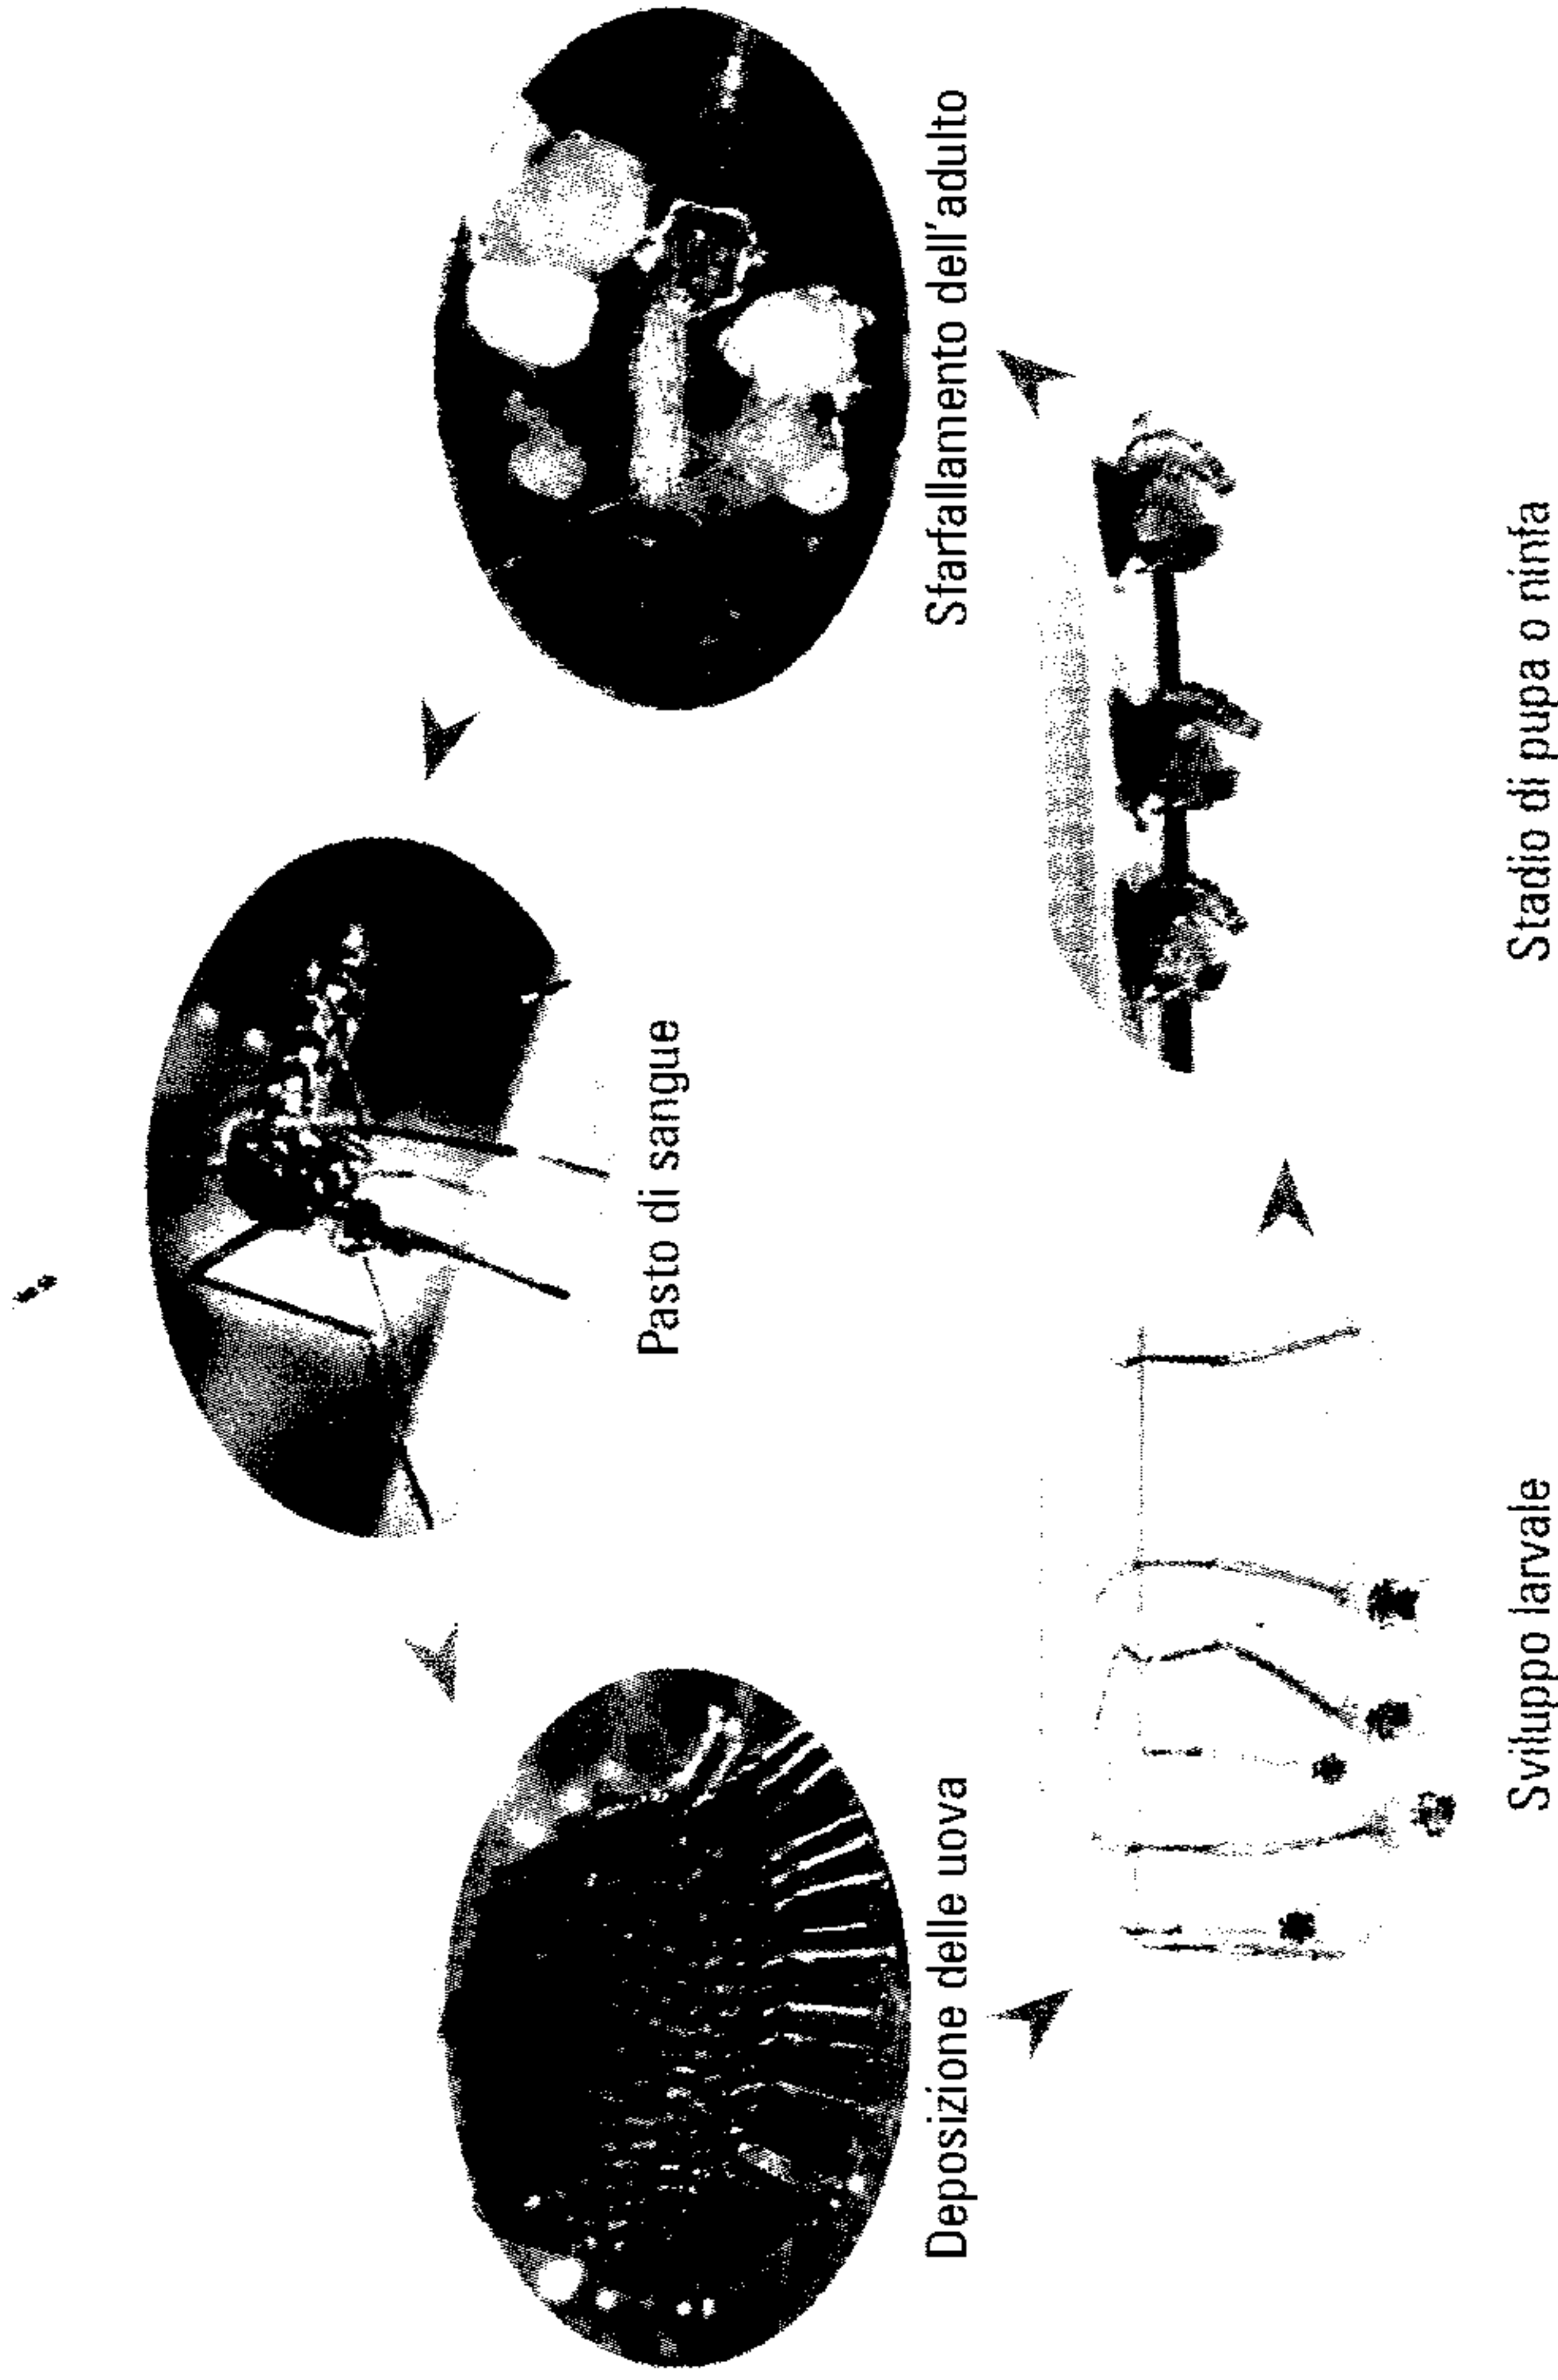 Pasto di sangue
Deposizione delle uova
Sfarfallamento dell'adulto
Sviluppo larvale
Stadio di pupa o ninfa